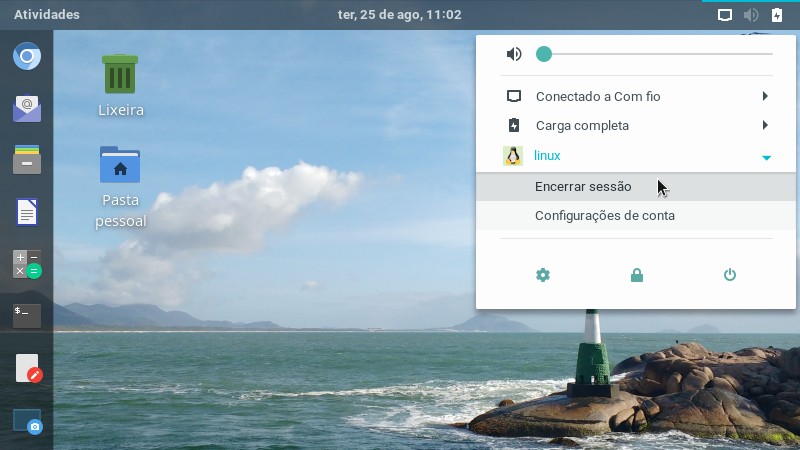 Atividades
ter, 25 de ago, 11:02
Lixeira
Pasta
pessoal
Conectado a Com fio
Carga completa
linux
Encerrar sessão
Configurações de conta
$_